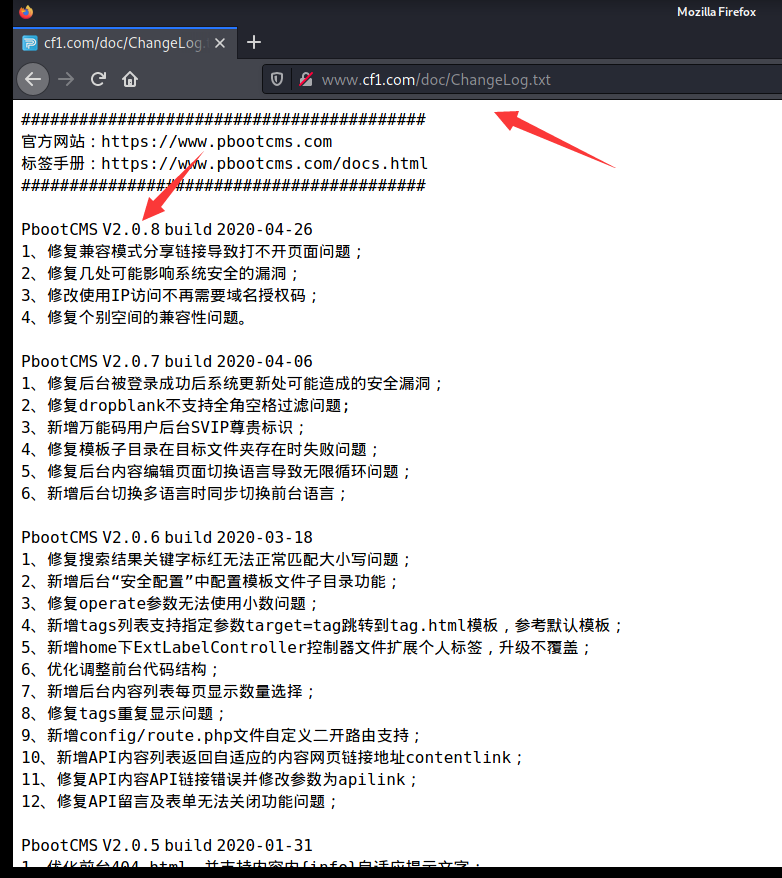 Mozilla Firefox
cf1.com/doc/ChangeLog.
www.cf1.com/doc/ChangeLog.txt
##########################################
官方网站：https://www.pbootcms.com
标签手册：https://www.pbootcms.com/docs.html
##########################################
PbootCMS V2.0.8 build 2020-04-26
1、修复兼容模式分享链接导致打不开页面问题；
2、修复几处可能影响系统安全的漏洞；
3、修改使用IP访问不再需要域名授权码；
4、修复个别空间的兼容性问题。
PbootCMS V2.0.7 build 2020-04-06
1、修复后台被登录成功后系统更新处可能造成的安全漏洞；
2、修复dropblank不支持全角空格过滤问题;
3、新增万能码用户后台SVIP尊贵标识；
4、修复模板子目录在目标文件夹存在时失败问题；
5、修复后台内容编辑页面切换语言导致无限循环问题；
6、新增后台切换多语言时同步切换前台语言；
PbootCMS V2.0.6 build 2020-03-18
1、修复搜索结果关键字标红无法正常匹配大小写问题；
2、新增后台“安全配置”中配置模板文件子目录功能；
3、修复operate参数无法使用小数问题；
4、新增tags列表支持指定参数target=tag跳转到tag.html模板，参考默认模板；
5、新增home下ExtLabelController控制器文件扩展个人标签，升级不覆盖；
6、优化调整前台代码结构；
7、新增后台内容列表每页显示数量选择；
8、修复tags重复显示问题；
9、新增config/route.php文件自定义二开路由支持；
10、新增API内容列表返回自适应的内容网页链接地址contentlink；
11、修复API内容API链接错误并修改参数为apilink；
12、修复API留言及表单无法关闭功能问题；
PbootCMS V2.0.5 build 2020-01-31
1、优化前台404.html，并支持内容内{info}自适应提示文字；